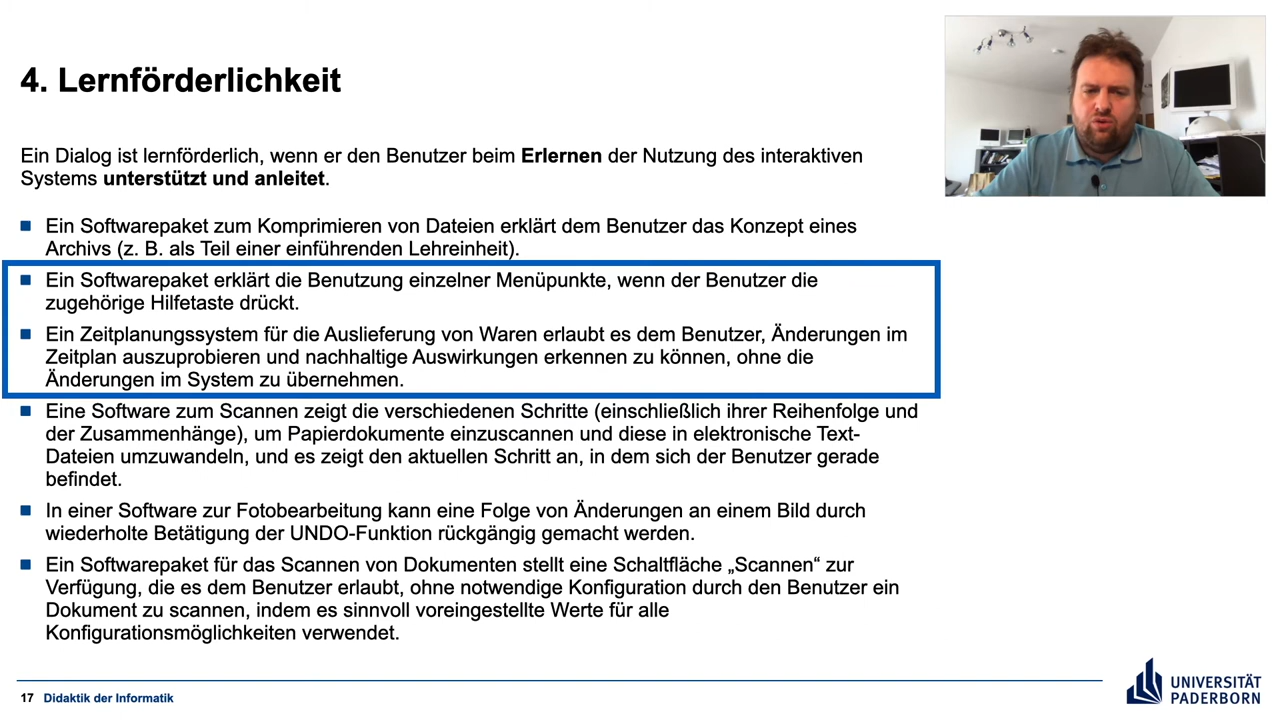 4. Lernförderlichkeit
Ein Dialog ist lernförderlich, wenn er den Benutzer beim Erlernen der Nutzung des interaktiven
Systems unterstützt und anleitet.
Ein Softwarepaket zum Komprimieren von Dateien erklärt dem Benutzer das Konzept eines
Archivs (z. B. als Teil einer einführenden Lehreinheit).
Ein Softwarepaket erklärt die Benutzung einzelner Menüpunkte, wenn der Benutzer die
zugehörige Hilfetaste drückt.
Ein Zeitplanungssystem für die Auslieferung von Waren erlaubt es dem Benutzer, Änderungen im
Zeitplan auszuprobieren und nachhaltige Auswirkungen erkennen zu können, ohne die
Änderungen im System zu übernehmen.
Eine Software zum Scannen zeigt die verschiedenen Schritte (einschließlich ihrer Reihenfolge und
der Zusammenhänge), um Papierdokumente einzuscannen und diese in elektronische Text-
Dateien umzuwandeln, und es zeigt den aktuellen Schritt an, in dem sich der Benutzer gerade
befindet.
In einer Software zur Fotobearbeitung kann eine Folge von Änderungen an einem Bild durch
wiederholte Betätigung der UNDO-Funktion rückgängig gemacht werden.
Ein Softwarepaket für das Scannen von Dokumenten stellt eine Schaltfläche „Scannen“ zur
Verfügung, die es dem Benutzer erlaubt, ohne notwendige Konfiguration durch den Benutzer ein
Dokument zu scannen, indem es sinnvoll voreingestellte Werte für alle
Konfigurationsmöglichkeiten verwendet.
17 Didaktik der Informatik
UNIVERSITÄT
PADERBORN